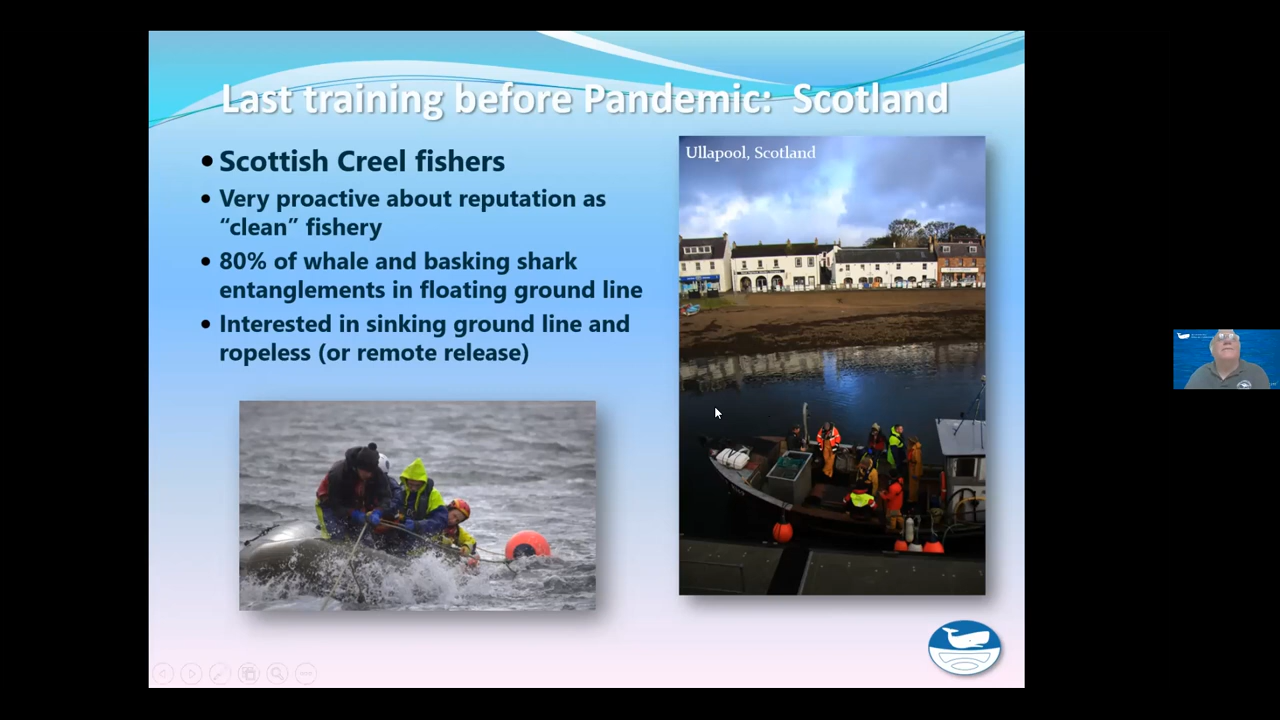 Last training before Pandemic: Scotland
• Scottish Creel fishers
• Very proactive about reputation as
“clean” fishery
• 80% of whale and basking shark
entanglements in floating ground line
• Interested in sinking ground line and
ropeless (or remote release)
Ullapool, Scotland